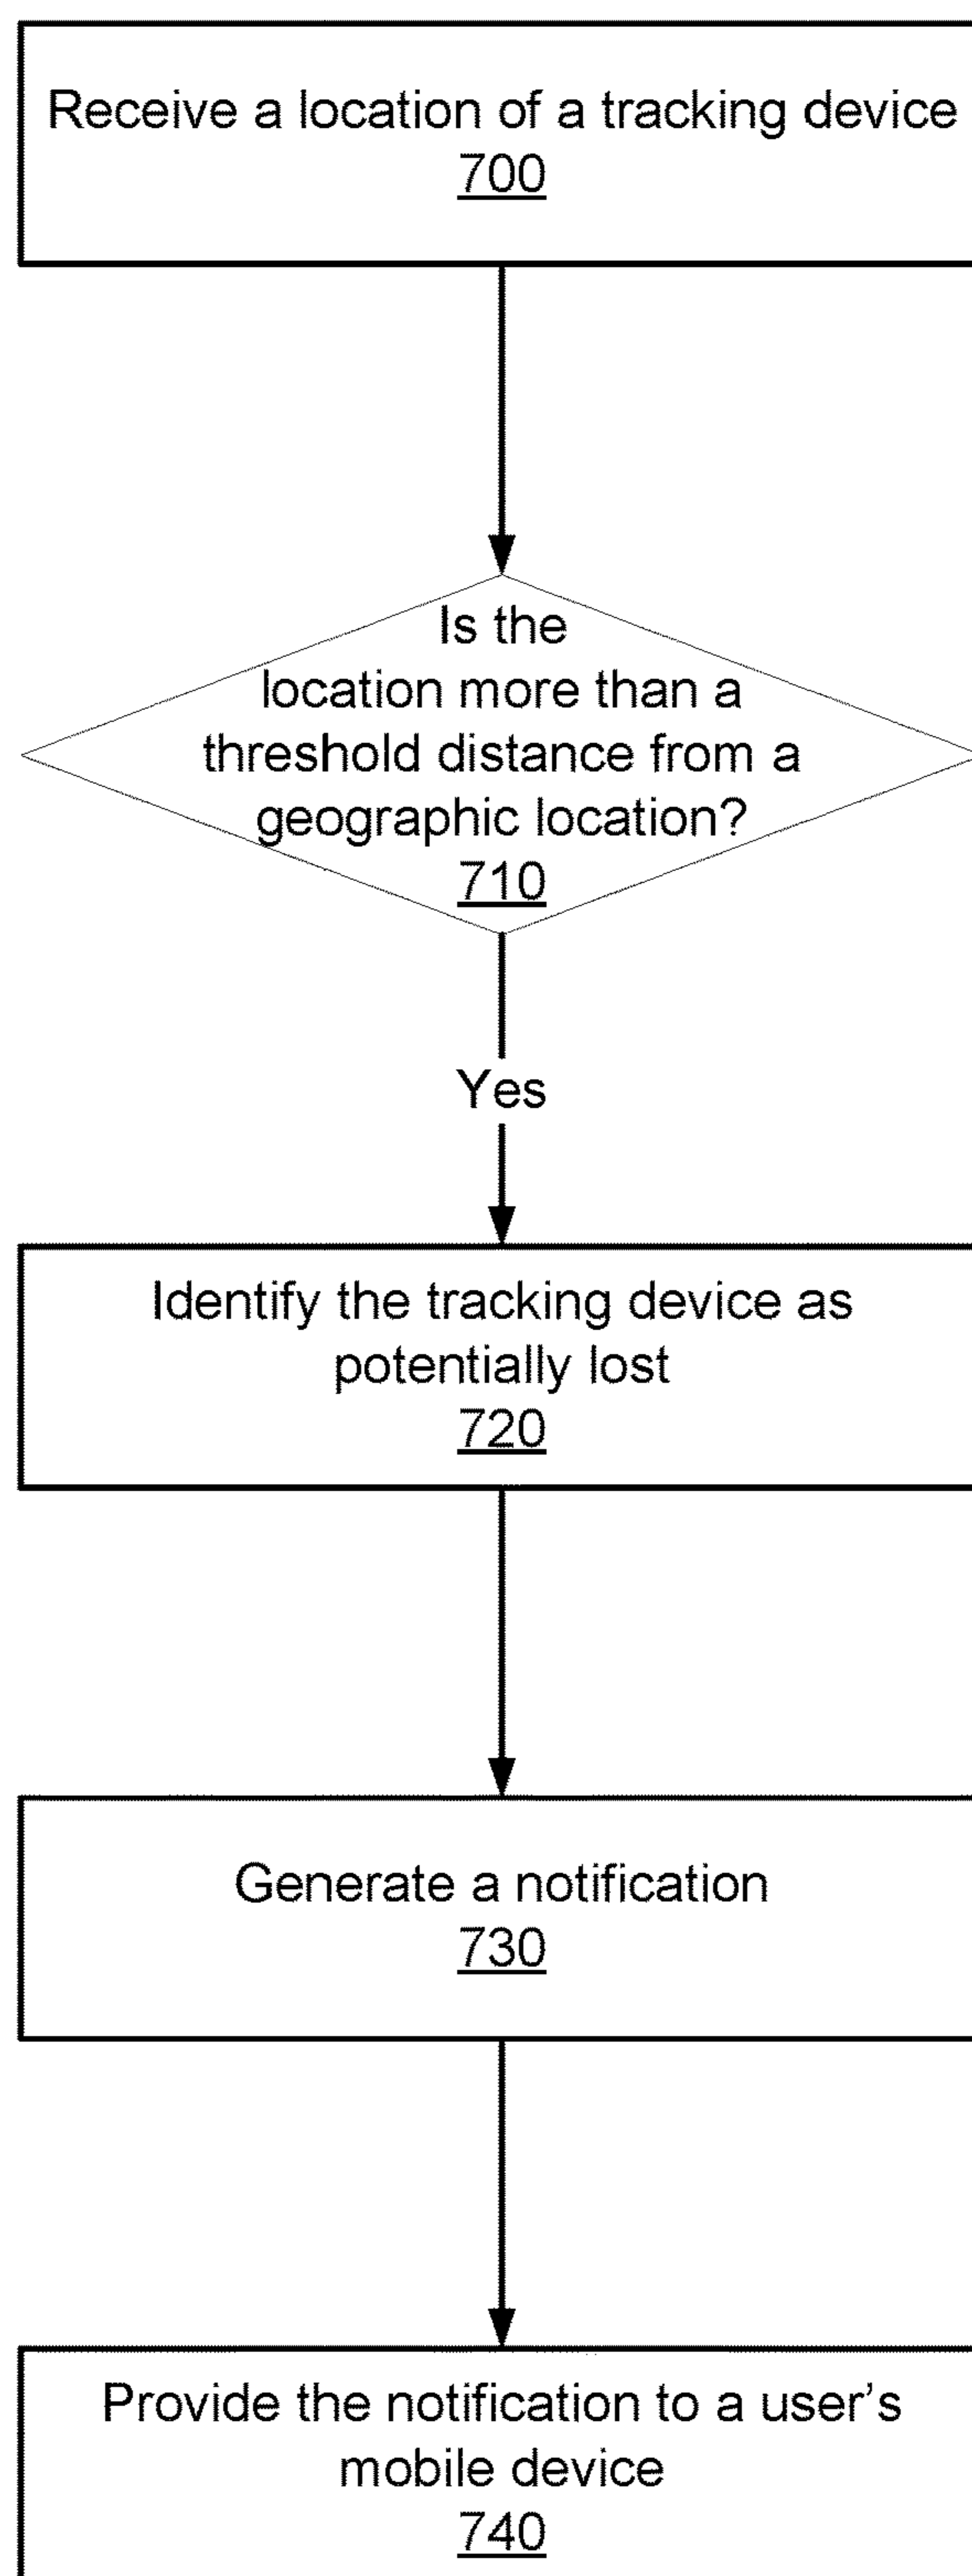 Receive a location of a tracking device
700
Is the
location more than a
threshold distance from a
geographic location?
710
Yes
Identify the tracking device as
potentially lost
720
Generate a notification
730
Provide the notification to a user's
mobile device
740